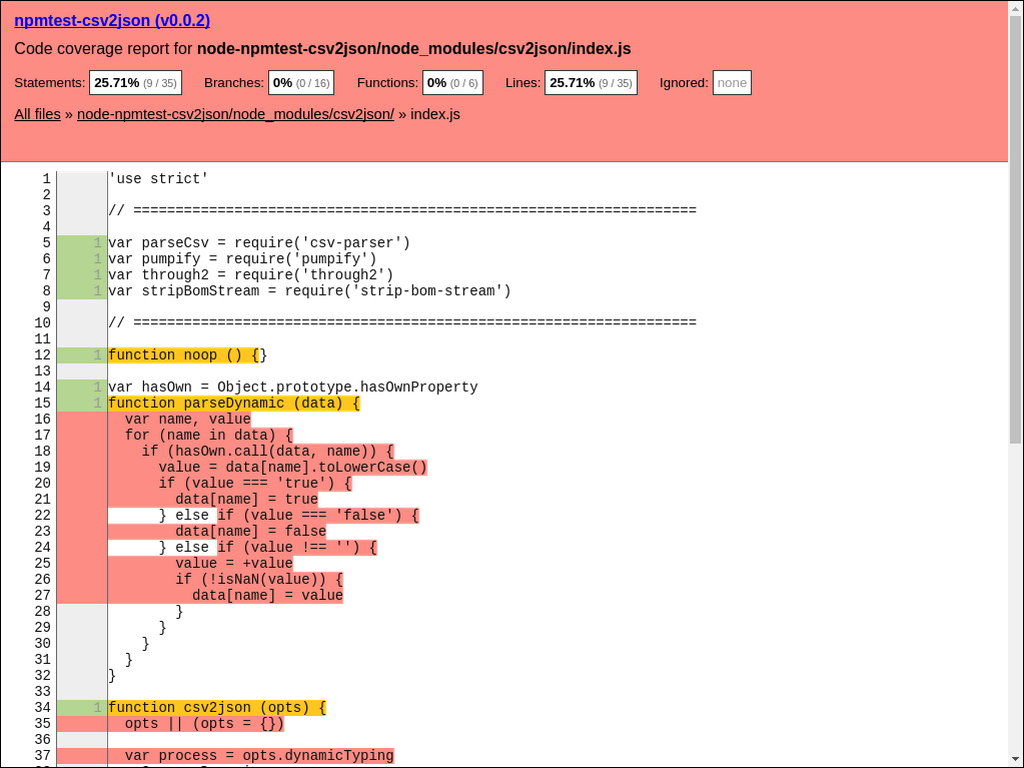 npmtest-csv2json (v0.0.2)
Code coverage report for node-npmtest-csv2json/node_modules/csv2json/index.js
Statements: 25.71% (9 / 35) Branches: 0% (0 / 16) Functions: 0% (0 / 6) Lines: 25.71% (9 / 35) Ignored: none
All files » node-npmtest-csv2json/node_modules/csv2json/ » index.js
1 'use strict'
2
3 // ===================================================================
4
5 1 var parseCsv = require('csv-parser')
6 1 var pumpify = require('pumpify')
7 1 var through2 = require('through2')
8 1 var stripBomStream = require('strip-bom-stream')
9
10 // ===================================================================
11
12 1 function noop () {}
13
14 1 var hasOwn = Object.prototype.hasOwnProperty
15 1 function parseDynamic (data) {
16 var name, value
17 for (name in data) {
18 if (hasOwn.call(data, name)) {
19 value = data[name].toLowerCase()
20 if (value === 'true') {
21 data[name] = true
22 } else if (value === 'false') {
23 data[name] = false
24 } else if (value !== '') {
25 value = +value
26 if (!isNaN(value)) {
27 data[name] = value
28 }
29 }
30 }
31 }
32 }
33
34 1 function csv2json (opts) {
35 opts || (opts = {})
36
37 var process = opts.dynamicTyping